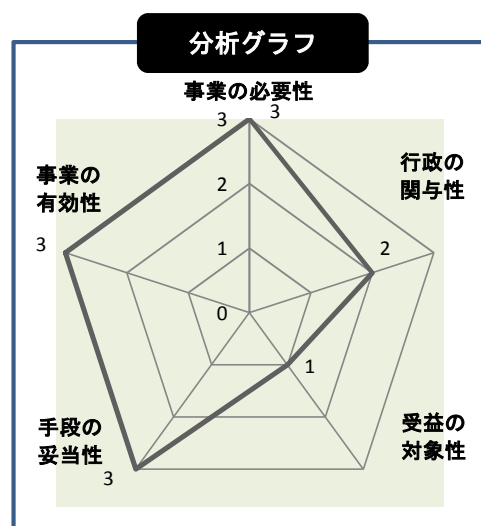 分析グラフ
事業の必要性
3
3
行政の
関与性
事業の
有効性
2
2
3
1
0
1
手段の
妥当性
受益の
対象性
3